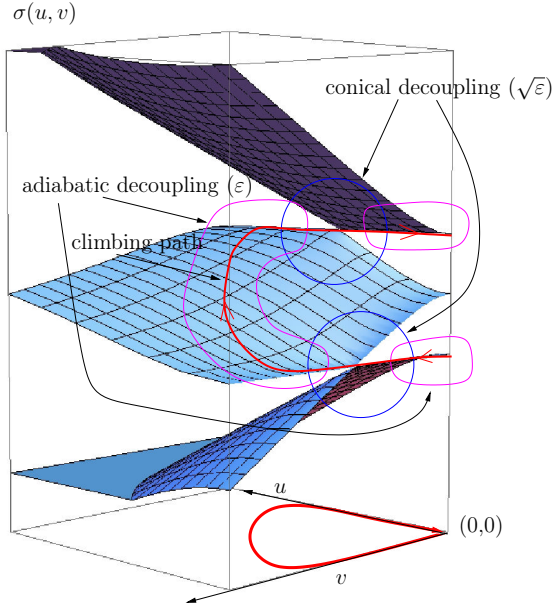 σ(u, v)
conical decoupling (√ε)
adiabatic decoupling (ε)
climbing path
u
(0,0)
v